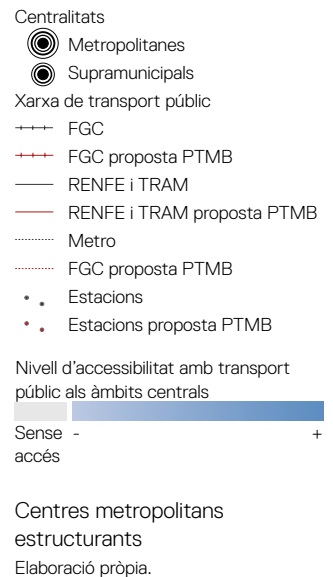 Centralitats
Metropolitanes
Supramunicipals
Xarxa de transport públic
FGC
FGC proposta PTMB
RENFE i TRAM
RENFE i TRAM proposta PTMB
Metro
FGC proposta PTMB
Estacions
Estacions proposta PTMB
Nivell d'accessibilitat amb transport
públic als àmbits centrals
Sense - +
accés
Centres metropolitans
estructurants
Elaboració pròpia.